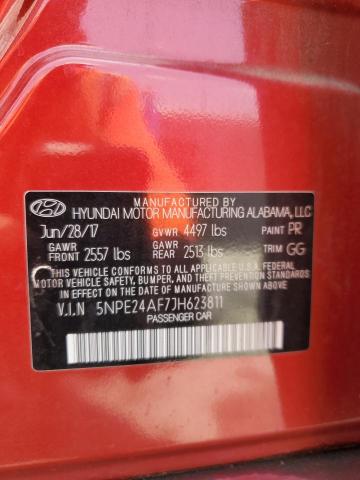 MANUFACTURED BY
HYUNDAI MOTOR MANUFACTURING ALABAMA, LLC
Jun/28/17 GVWR 4497 lbs PAINT PR
GAWR FRONT 2557 lbs GAWR REAR 2513 lbs TRIM GG
THIS VEHICLE CONFORMS TO ALL APPLICABLE FEDERAL
MOTOR VEHICLE SAFETY, BUMPER, AND THEFT PREVENTION STANDARDS
IN EFFECT ON THE DATE OF MANUFACTURE SHOWN ABOVE.
V.I.N 5NPE24AF7JH623811
PASSENGER CAR